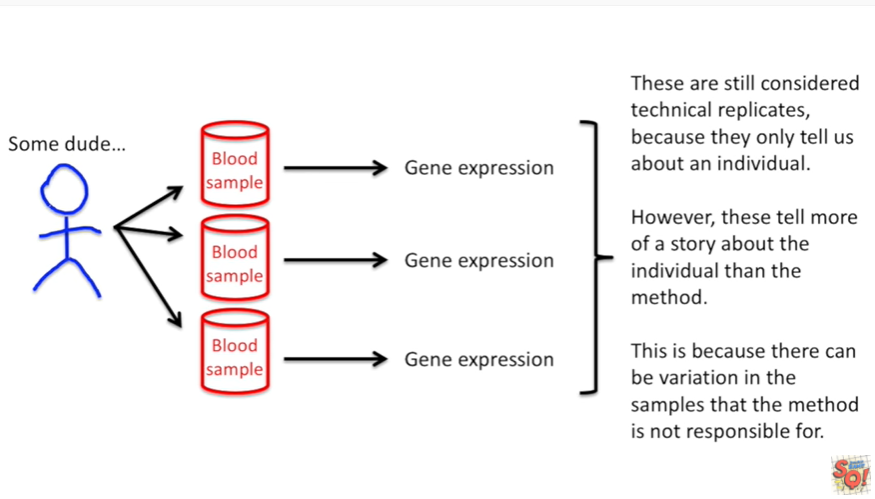 Some dude...
Blood
sample
Gene expression
Blood
sample
Gene expression
Blood
sample
Gene expression
These are still considered
technical replicates,
because they only tell us
about an individual.
However, these tell more
of a story about the
individual than the
method.
This is because there can
be variation in the
samples that the method
is not responsible for.
SQ!